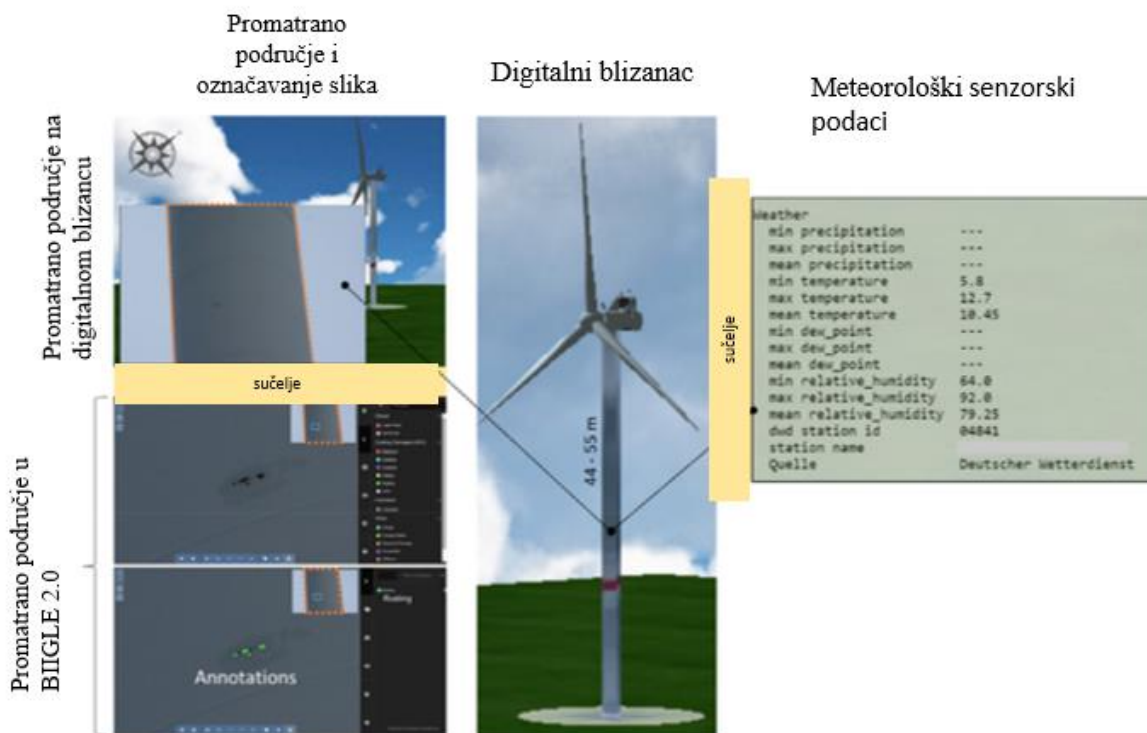 Promatrano
područje i
označavanje slika
Digitalni blizanac
Meteorološki senzorski
podaci
Promatrano područje na
digitalnom blizancu
sučelje
Promatrano područje u
BIIGLE 2.0
Annotations
44 - 55 m
sučelje
Weather
min precipitation ---
max precipitation ---
mean precipitation ---
min temperature 5.8
max temperature 12.7
mean temperature 10.45
min dew_point ---
max dew_point ---
mean dew_point ---
min relative_humidity 64.0
max relative_humidity 92.0
mean relative_humidity 79.25
dwd station id 04841
station name
Quelle Deutscher Wetterdienst